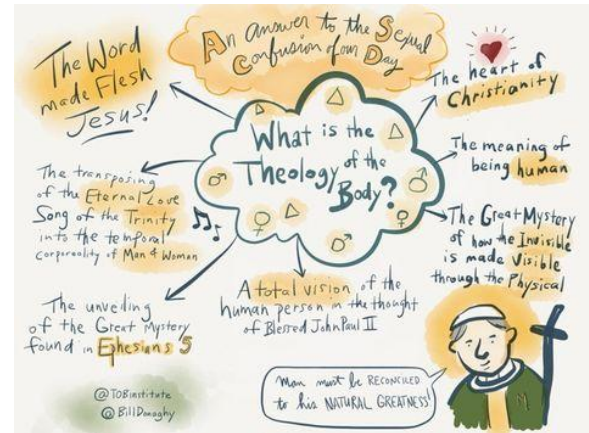 An Answer to the Sexual
Confusion of our Day
The Word
made Flesh
Jesus!
What is the
Theology of the
Body?
The heart of
Christianity
The meaning of
being human
The Great Mystery
of how the Invisible
is made Visible
through the Physical
The transposing
of the Eternal Love
Song of the Trinity
into the temporal
corporeality of Man & Woman
The unveiling
of the Great Mystery
found in Ephesians 5
A total vision of the
human person in the thought
of Blessed John Paul II
Man must be RECONCILED
to his NATURAL GREATNESS!
@TOBinstitute
@BillDonaghy
M